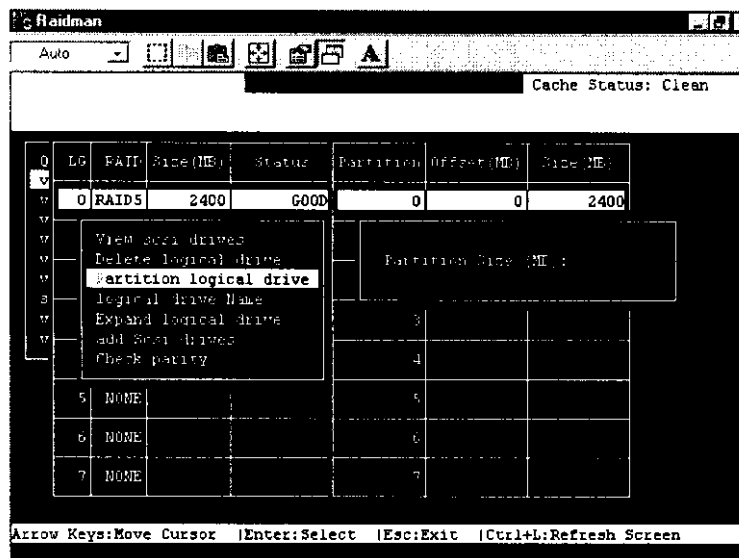 Raidman
Auto
A
Cache Status: Clean
Q LG RAID Size(MB) Status Partition Offset(MB) Size(MB)
v
v 0 RAID5 2400 GOOD 0 0 2400
v
v View scsi drives
v Delete logical drive Partition Size (MB):
v Partition logical drive
s logical drive Name
v Expand logical drive 3
v add Scsi drives
Check parity 4
5 NONE 5
6 NONE 6
7 NONE 7
Arrow Keys:Move Cursor |Enter:Select |Esc:Exit |Ctrl+L:Refresh Screen